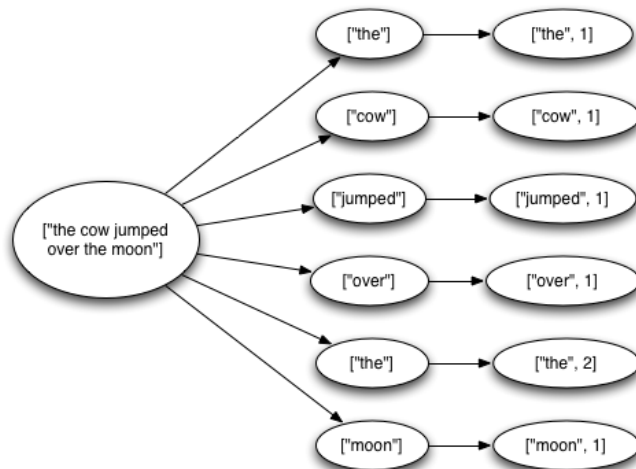 ["the"]
["the", 1]
["cow"]
["cow", 1]
["jumped"]
["jumped", 1]
["the cow jumped
over the moon"]
["over"]
["over", 1]
["the"]
["the", 2]
["moon"]
["moon", 1]